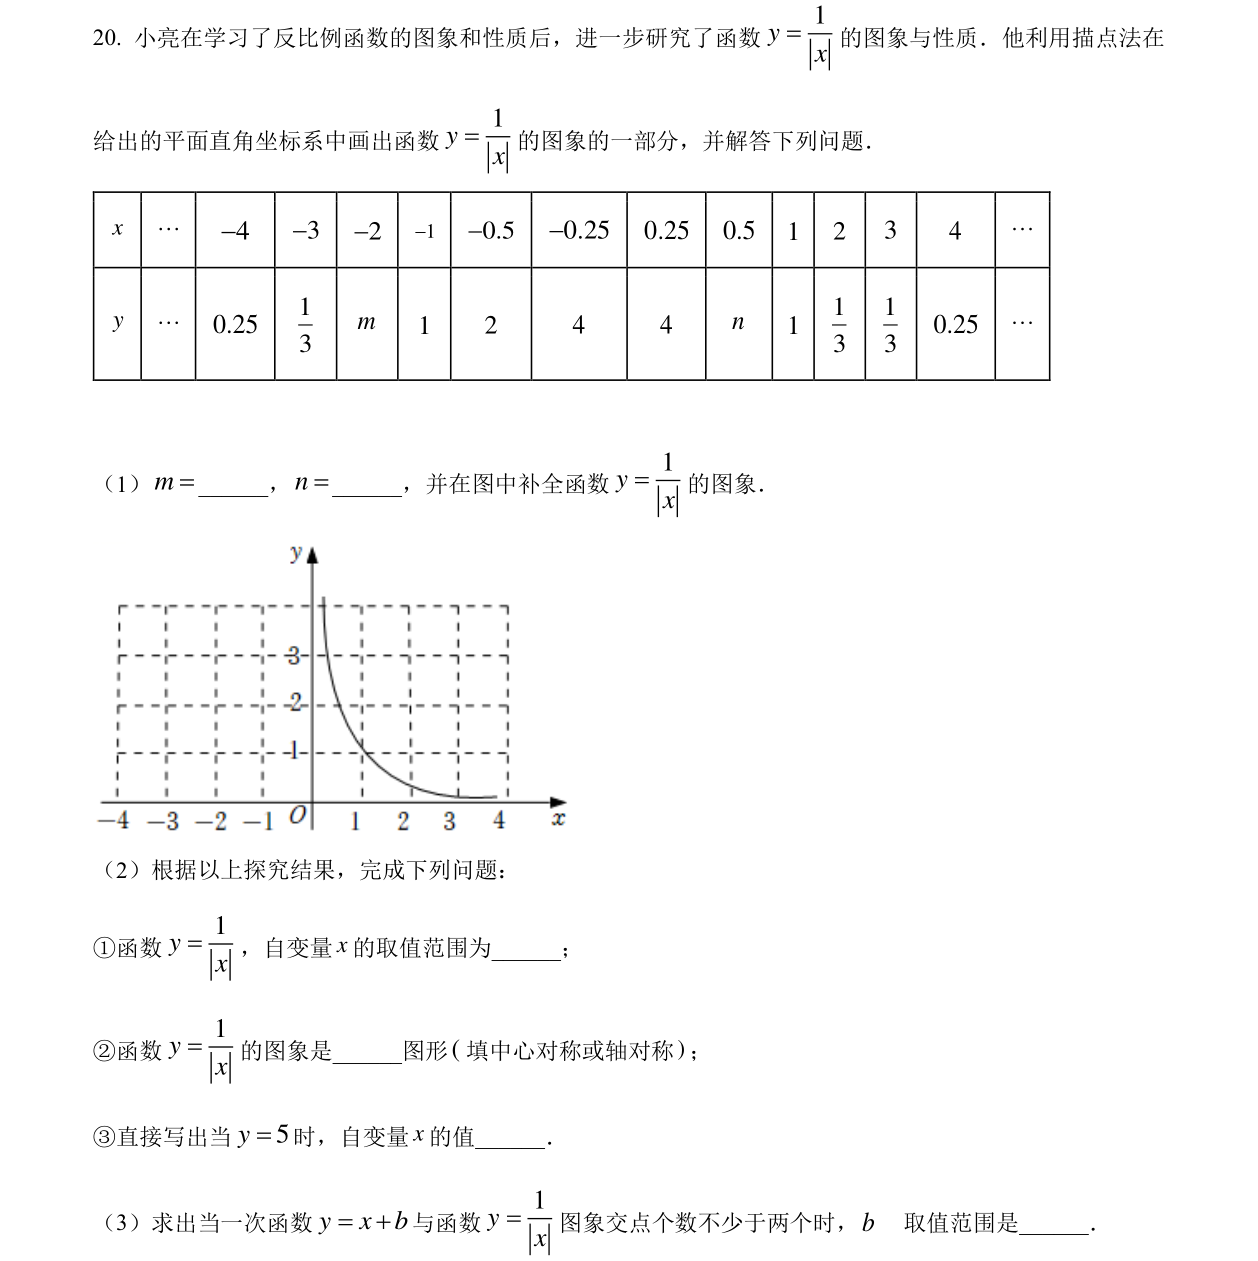 20. 小亮在学习了反比例函数的图象和性质后，进一步研究了函数 y = 1/|x| 的图象与性质．他利用描点法在
给出的平面直角坐标系中画出函数 y = 1/|x| 的图象的一部分，并解答下列问题．
x … –4 –3 –2 –1 –0.5 –0.25 0.25 0.5 1 2 3 4 …
y … 0.25 1/3 m 1 2 4 4 n 1 1/3 1/3 0.25 …
（1）m = ______，n = ______，并在图中补全函数 y = 1/|x| 的图象．
y
3
2
1
–4 –3 –2 –1 O 1 2 3 4 x
（2）根据以上探究结果，完成下列问题：
①函数 y = 1/|x| ，自变量 x 的取值范围为______；
②函数 y = 1/|x| 的图象是______图形( 填中心对称或轴对称)；
③直接写出当 y = 5 时，自变量 x 的值______．
（3）求出当一次函数 y = x + b 与函数 y = 1/|x| 图象交点个数不少于两个时，b 取值范围是______．